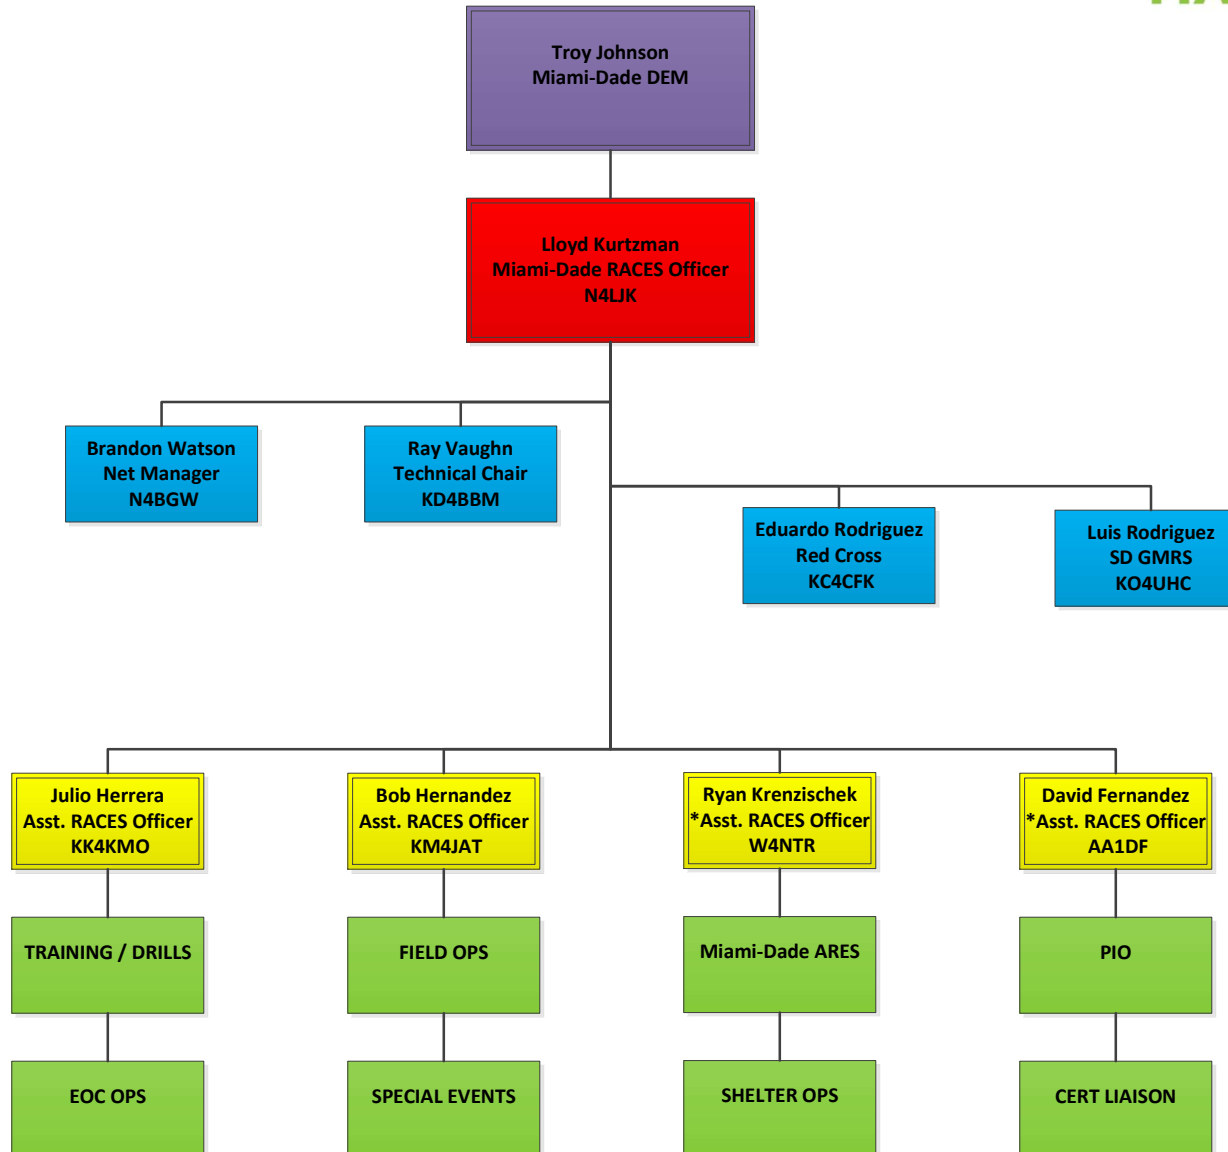 Troy Johnson
Miami-Dade DEM
Lloyd Kurtzman
Miami-Dade RACES Officer
N4LJK
Brandon Watson
Net Manager
N4BGW
Ray Vaughn
Technical Chair
KD4BBM
Eduardo Rodriguez
Red Cross
KC4CFK
Luis Rodriguez
SD GMRS
KO4UHC
Julio Herrera
Asst. RACES Officer
KK4KMO
Bob Hernandez
Asst. RACES Officer
KM4JAT
Ryan Krenzischek
*Asst. RACES Officer
W4NTR
David Fernandez
*Asst. RACES Officer
AA1DF
TRAINING / DRILLS
FIELD OPS
Miami-Dade ARES
PIO
EOC OPS
SPECIAL EVENTS
SHELTER OPS
CERT LIAISON